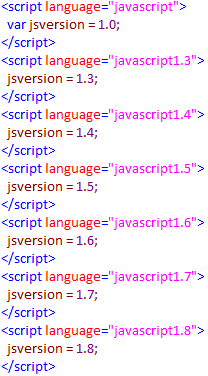 <script language="javascript">
var jsversion = 1.0;
</script>
<script language="javascript1.3">
jsversion = 1.3;
</script>
<script language="javascript1.4">
jsversion = 1.4;
</script>
<script language="javascript1.5">
jsversion = 1.5;
</script>
<script language="javascript1.6">
jsversion = 1.6;
</script>
<script language="javascript1.7">
jsversion = 1.7;
</script>
<script language="javascript1.8">
jsversion = 1.8;
</script>